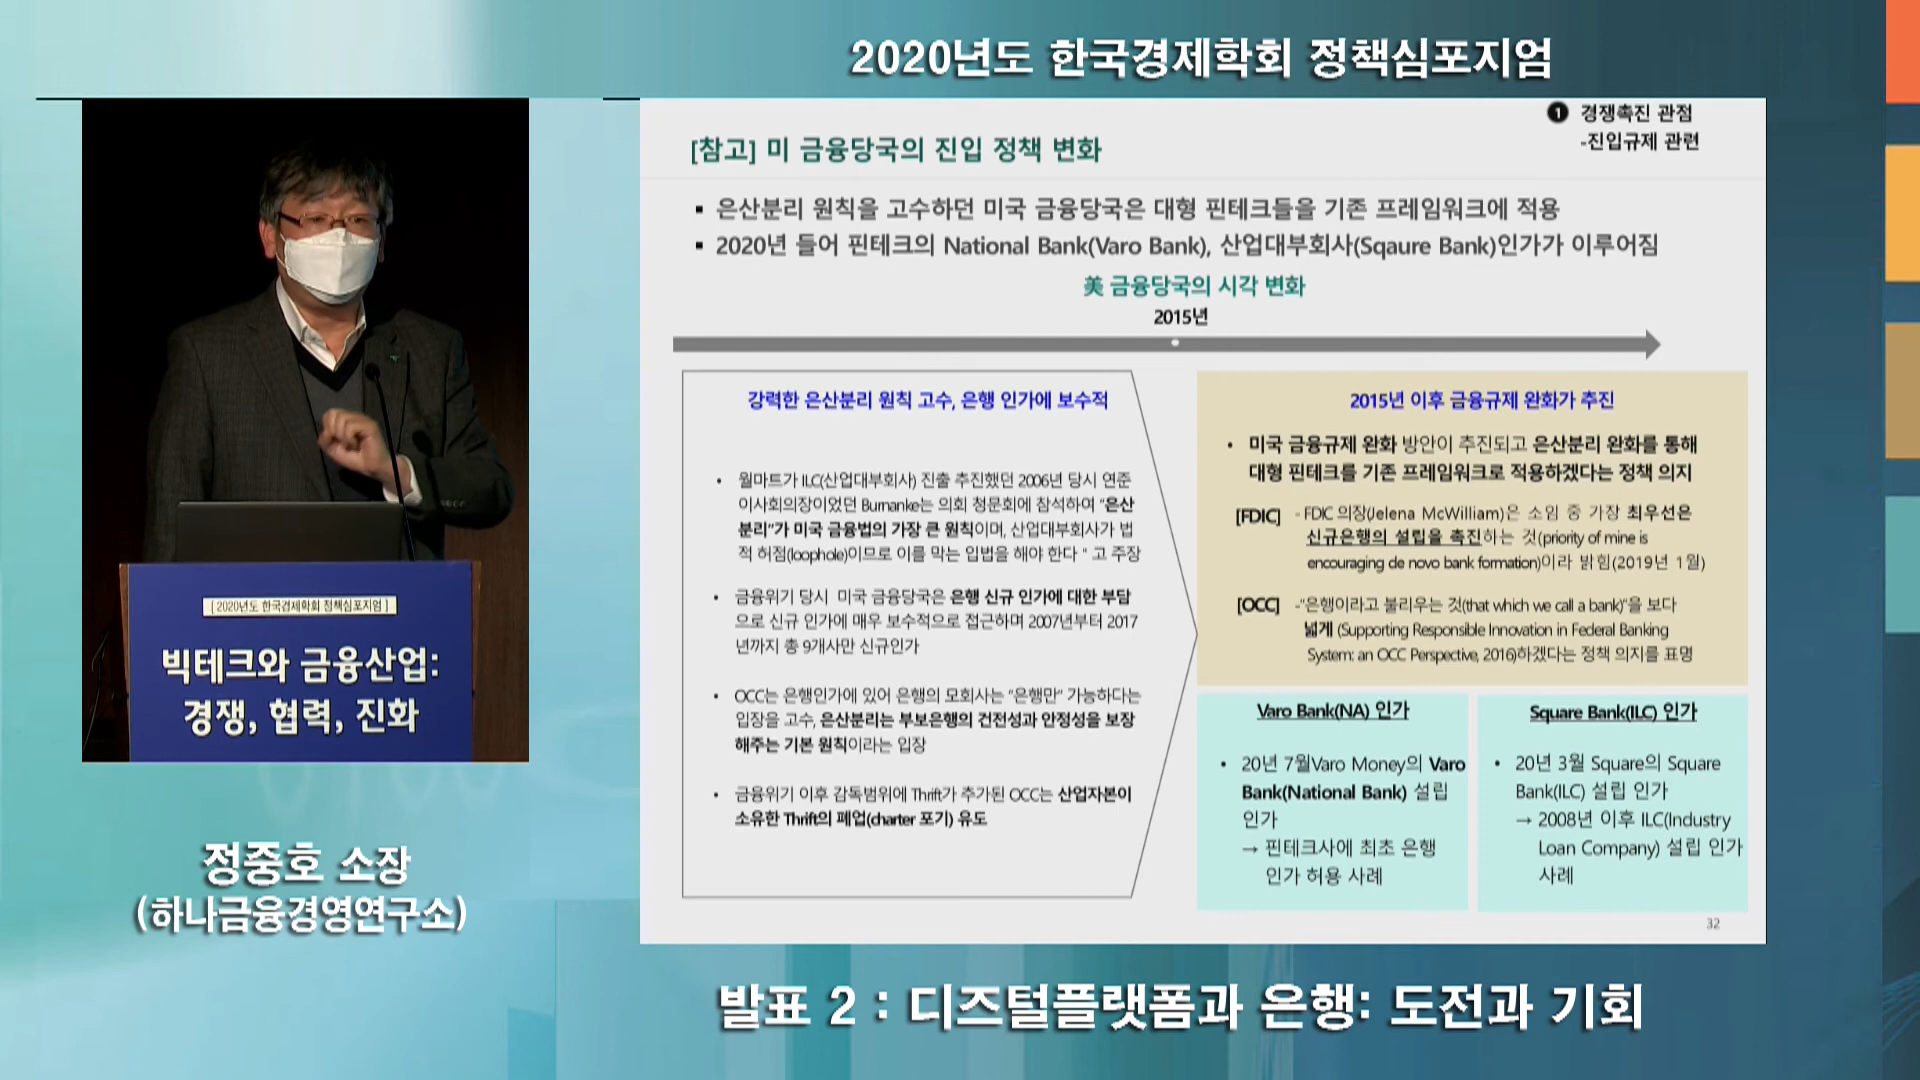 2020년도 한국경제학회 정책심포지엄
❶ 경쟁촉진 관점
-진입규제 관련
[참고] 미 금융당국의 진입 정책 변화
▪ 은산분리 원칙을 고수하던 미국 금융당국은 대형 핀테크들을 기존 프레임워크에 적용
▪ 2020년 들어 핀테크의 National Bank(Varo Bank), 산업대부회사(Sqaure Bank)인가가 이루어짐
美 금융당국의 시각 변화
2015년
강력한 은산분리 원칙 고수, 은행 인가에 보수적
• 월마트가 ILC(산업대부회사) 진출 추진했던 2006년 당시 연준
이사회의장이었던 Burnanke는 의회 청문회에 참석하여 "은산
분리"가 미국 금융법의 가장 큰 원칙이며, 산업대부회사가 법
적 허점(loophole)이므로 이를 막는 입법을 해야 한다 " 고 주장
• 금융위기 당시 미국 금융당국은 은행 신규 인가에 대한 부담
으로 신규 인가에 매우 보수적으로 접근하며 2007년부터 2017
년까지 총 9개사만 신규인가
• OCC는 은행인가에 있어 은행의 모회사는 "은행만" 가능하다는
입장을 고수, 은산분리는 부보은행의 건전성과 안정성을 보장
해주는 기본 원칙이라는 입장
• 금융위기 이후 감독범위에 Thrift가 추가된 OCC는 산업자본이
소유한 Thrift의 폐업(charter 포기) 유도
2015년 이후 금융규제 완화가 추진
• 미국 금융규제 완화 방안이 추진되고 은산분리 완화를 통해
대형 핀테크를 기존 프레임워크로 적용하겠다는 정책 의지
[FDIC] - FDIC 의장(Jelena McWilliam)은 소임 중 가장 최우선은
신규은행의 설립을 촉진하는 것(priority of mine is
encouraging de novo bank formation)이라 밝힘(2019년 1월)
[OCC] -"은행이라고 불리우는 것(that which we call a bank)"을 보다
넓게 (Supporting Responsible Innovation in Federal Banking
System: an OCC Perspective, 2016)하겠다는 정책 의지를 표명
Varo Bank(NA) 인가
• 20년 7월Varo Money의 Varo
Bank(National Bank) 설립
인가
→ 핀테크사에 최초 은행
인가 허용 사례
Square Bank(ILC) 인가
• 20년 3월 Square의 Square
Bank(ILC) 설립 인가
→ 2008년 이후 ILC(Industry
Loan Company) 설립 인가
사례
32
[ 2020년도 한국경제학회 정책심포지엄 ]
빅테크와 금융산업:
경쟁, 협력, 진화
정중호 소장
(하나금융경영연구소)
발표 2 : 디즈털플랫폼과 은행: 도전과 기회